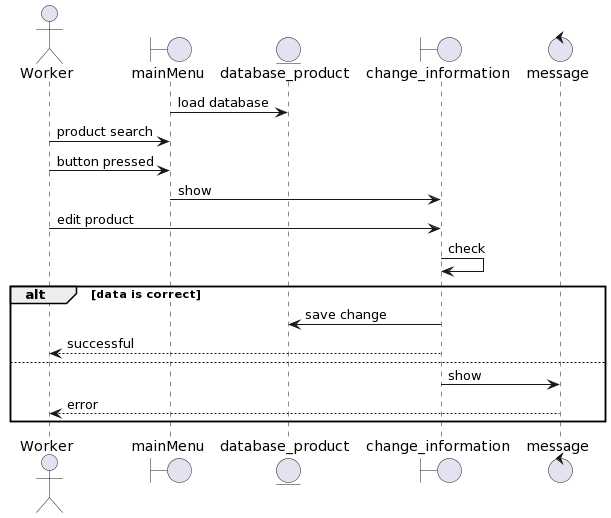 Worker mainMenu database_product change_information message
load database
product search
button pressed
show
edit product
check
alt [data is correct]
save change
successful
show
error
Worker mainMenu database_product change_information message